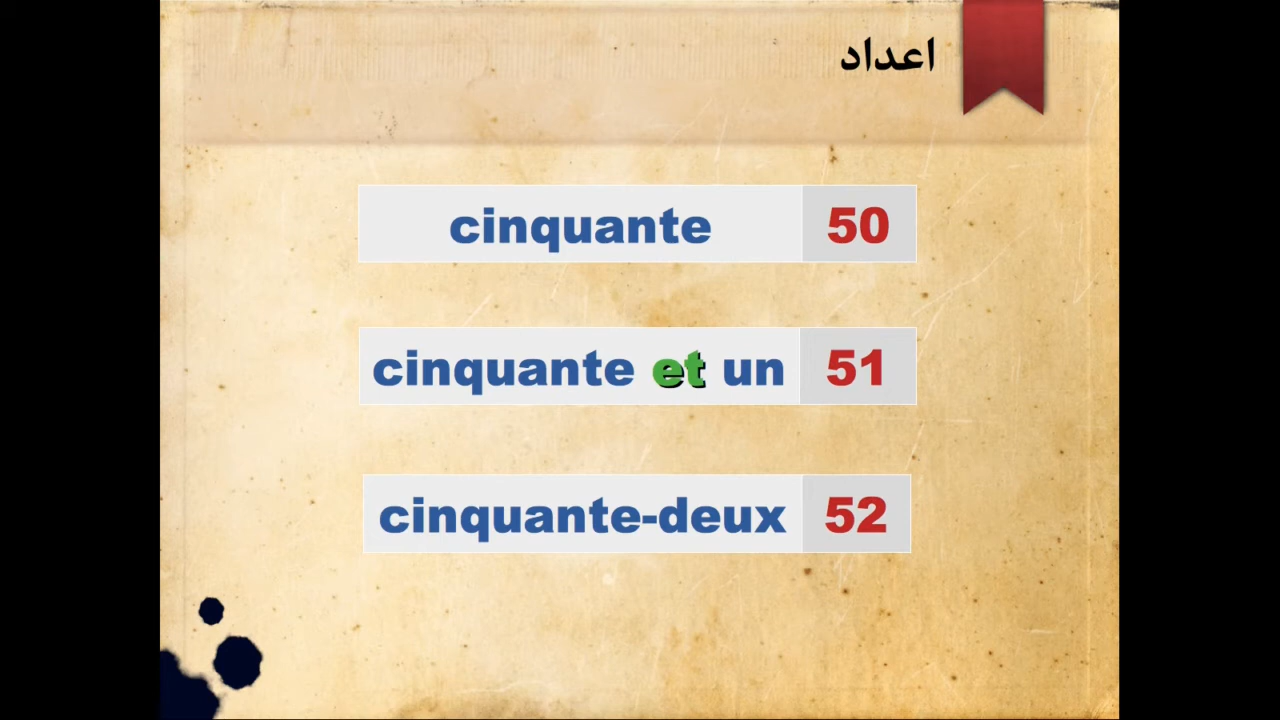 اعداد
cinquante 50
cinquante et un 51
cinquante-deux 52